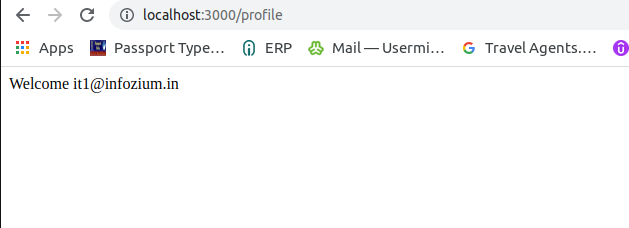 localhost:3000/profile
Apps Passport Type… ERP Mail — Usermi… Travel Agents.…
Welcome it1@infozium.in